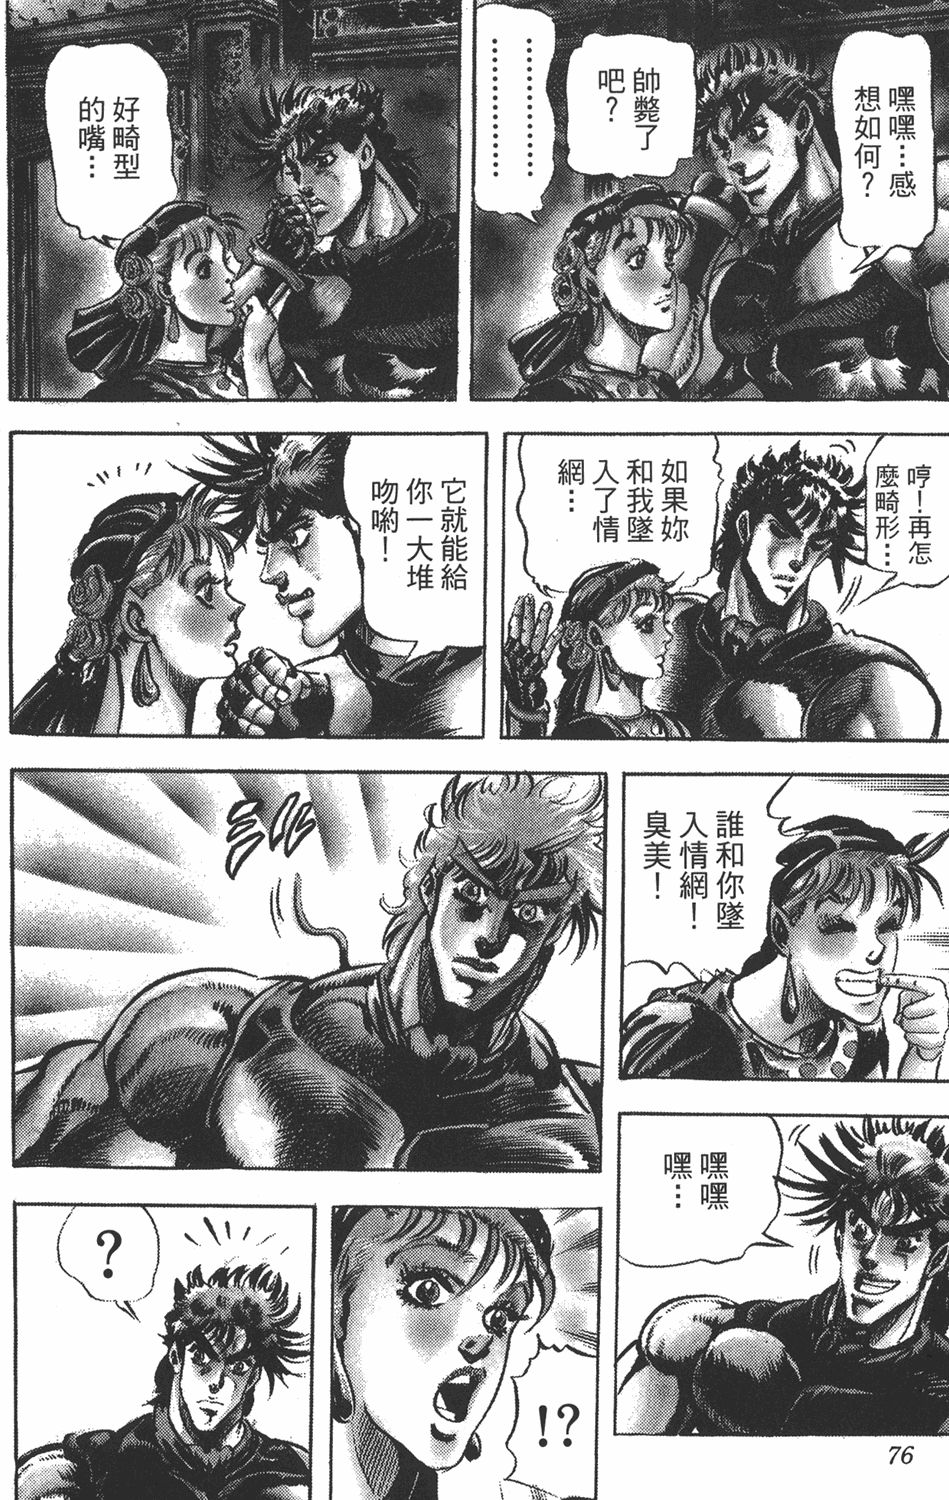 嘿嘿…感
想如何？
帥斃了
吧？
…………………
好畸型
的嘴…
哼！再怎
麼畸形…
如果妳
和我墜
入了情
網…
它就能給
你一大堆
吻喲！
誰和你墜
入情網！
臭美！
嘿嘿
嘿…
!?
?
76